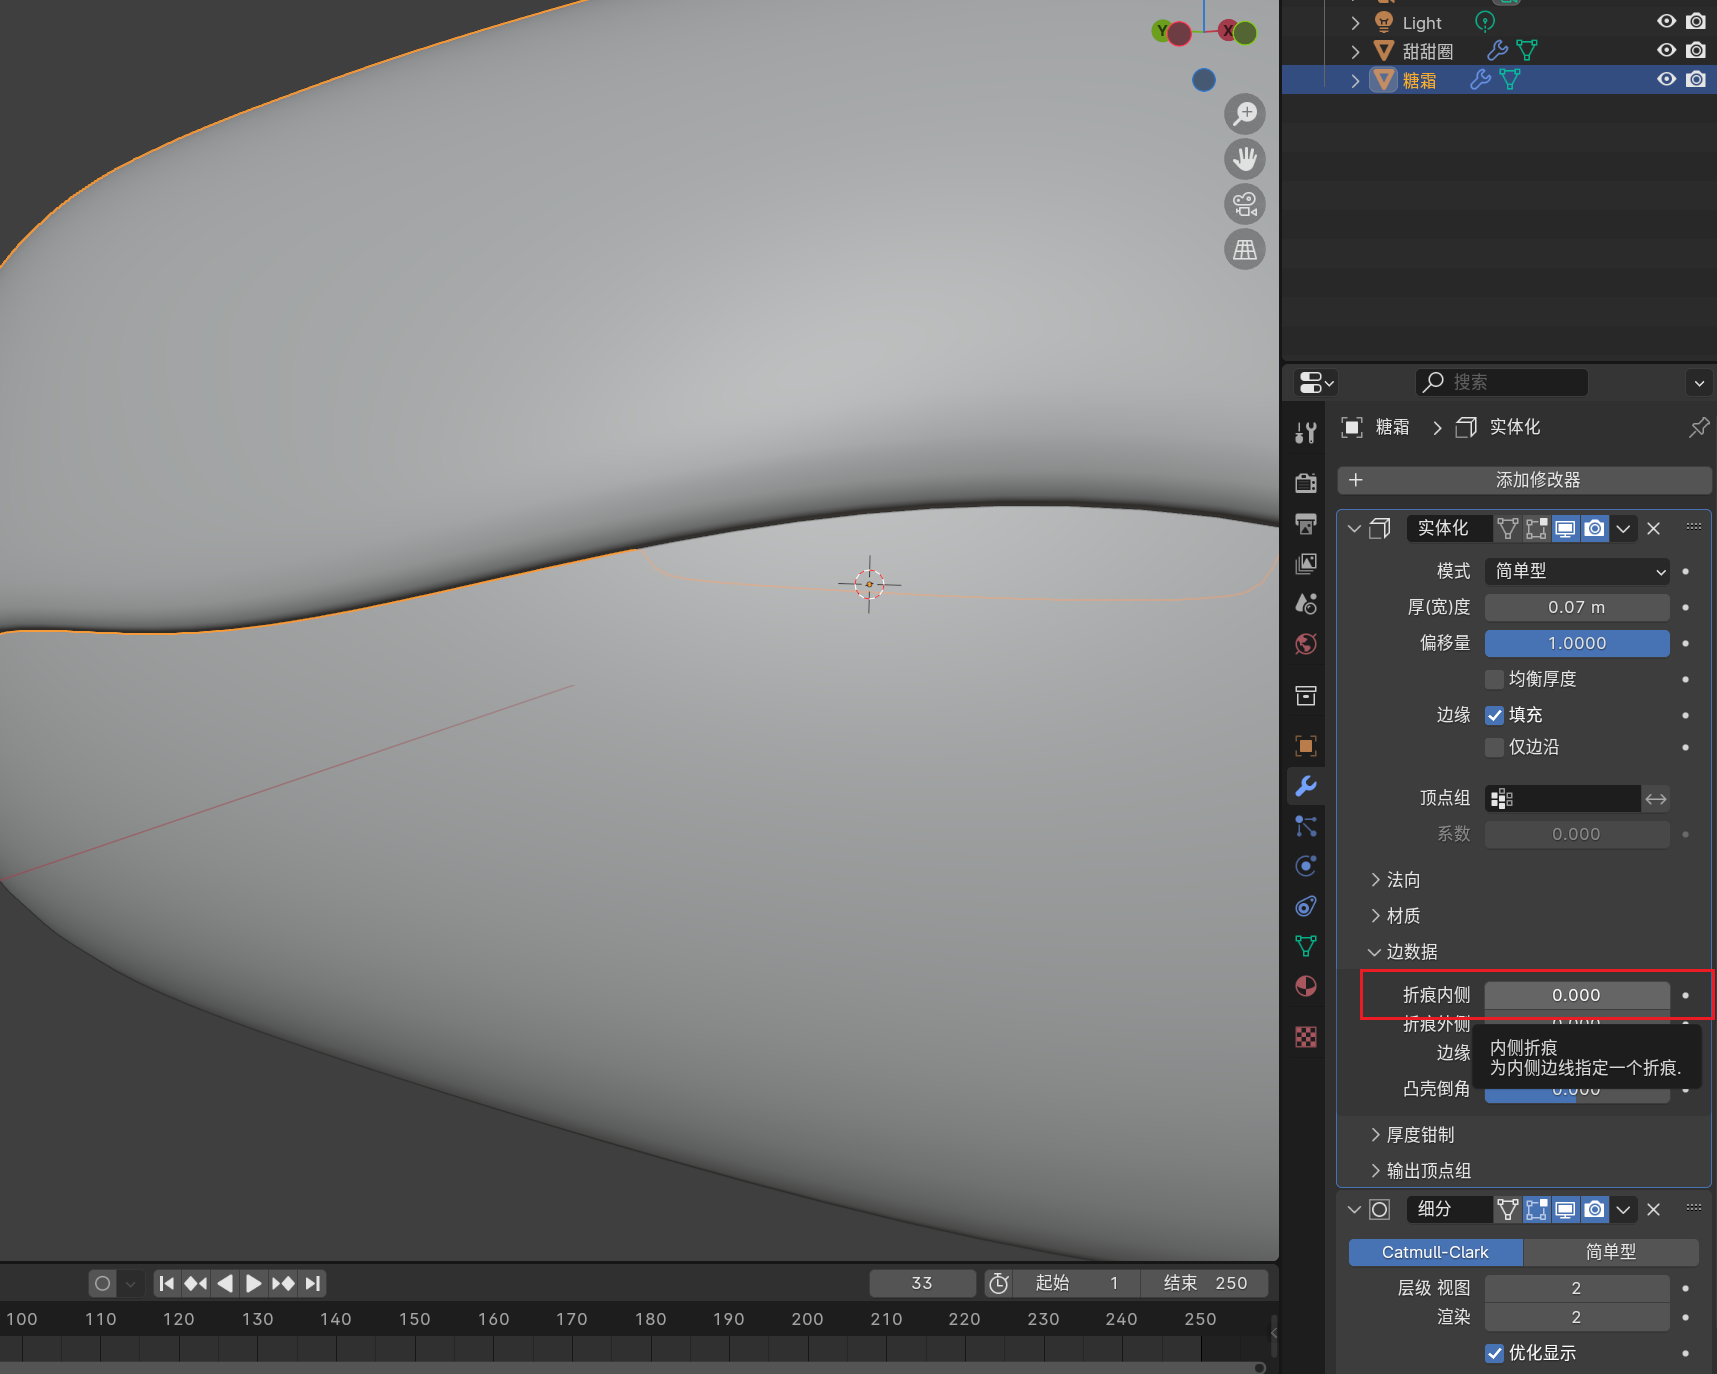 Y
X
Light
甜甜圈
糖霜
搜索
糖霜
实体化
添加修改器
实体化
模式
简单型
厚(宽)度
0.07 m
偏移量
1.0000
均衡厚度
边缘
填充
仅边沿
顶点组
系数
0.000
法向
材质
边数据
折痕内侧
0.000
折痕外侧
0.000
边缘
内侧折痕
为内侧边线指定一个折痕.
凸壳倒角
0.000
厚度钳制
输出顶点组
细分
Catmull-Clark
简单型
层级 视图
2
渲染
2
优化显示
33
起始
1
结束
250
100 110 120 130 140 150 160 170 180 190 200 210 220 230 240 250